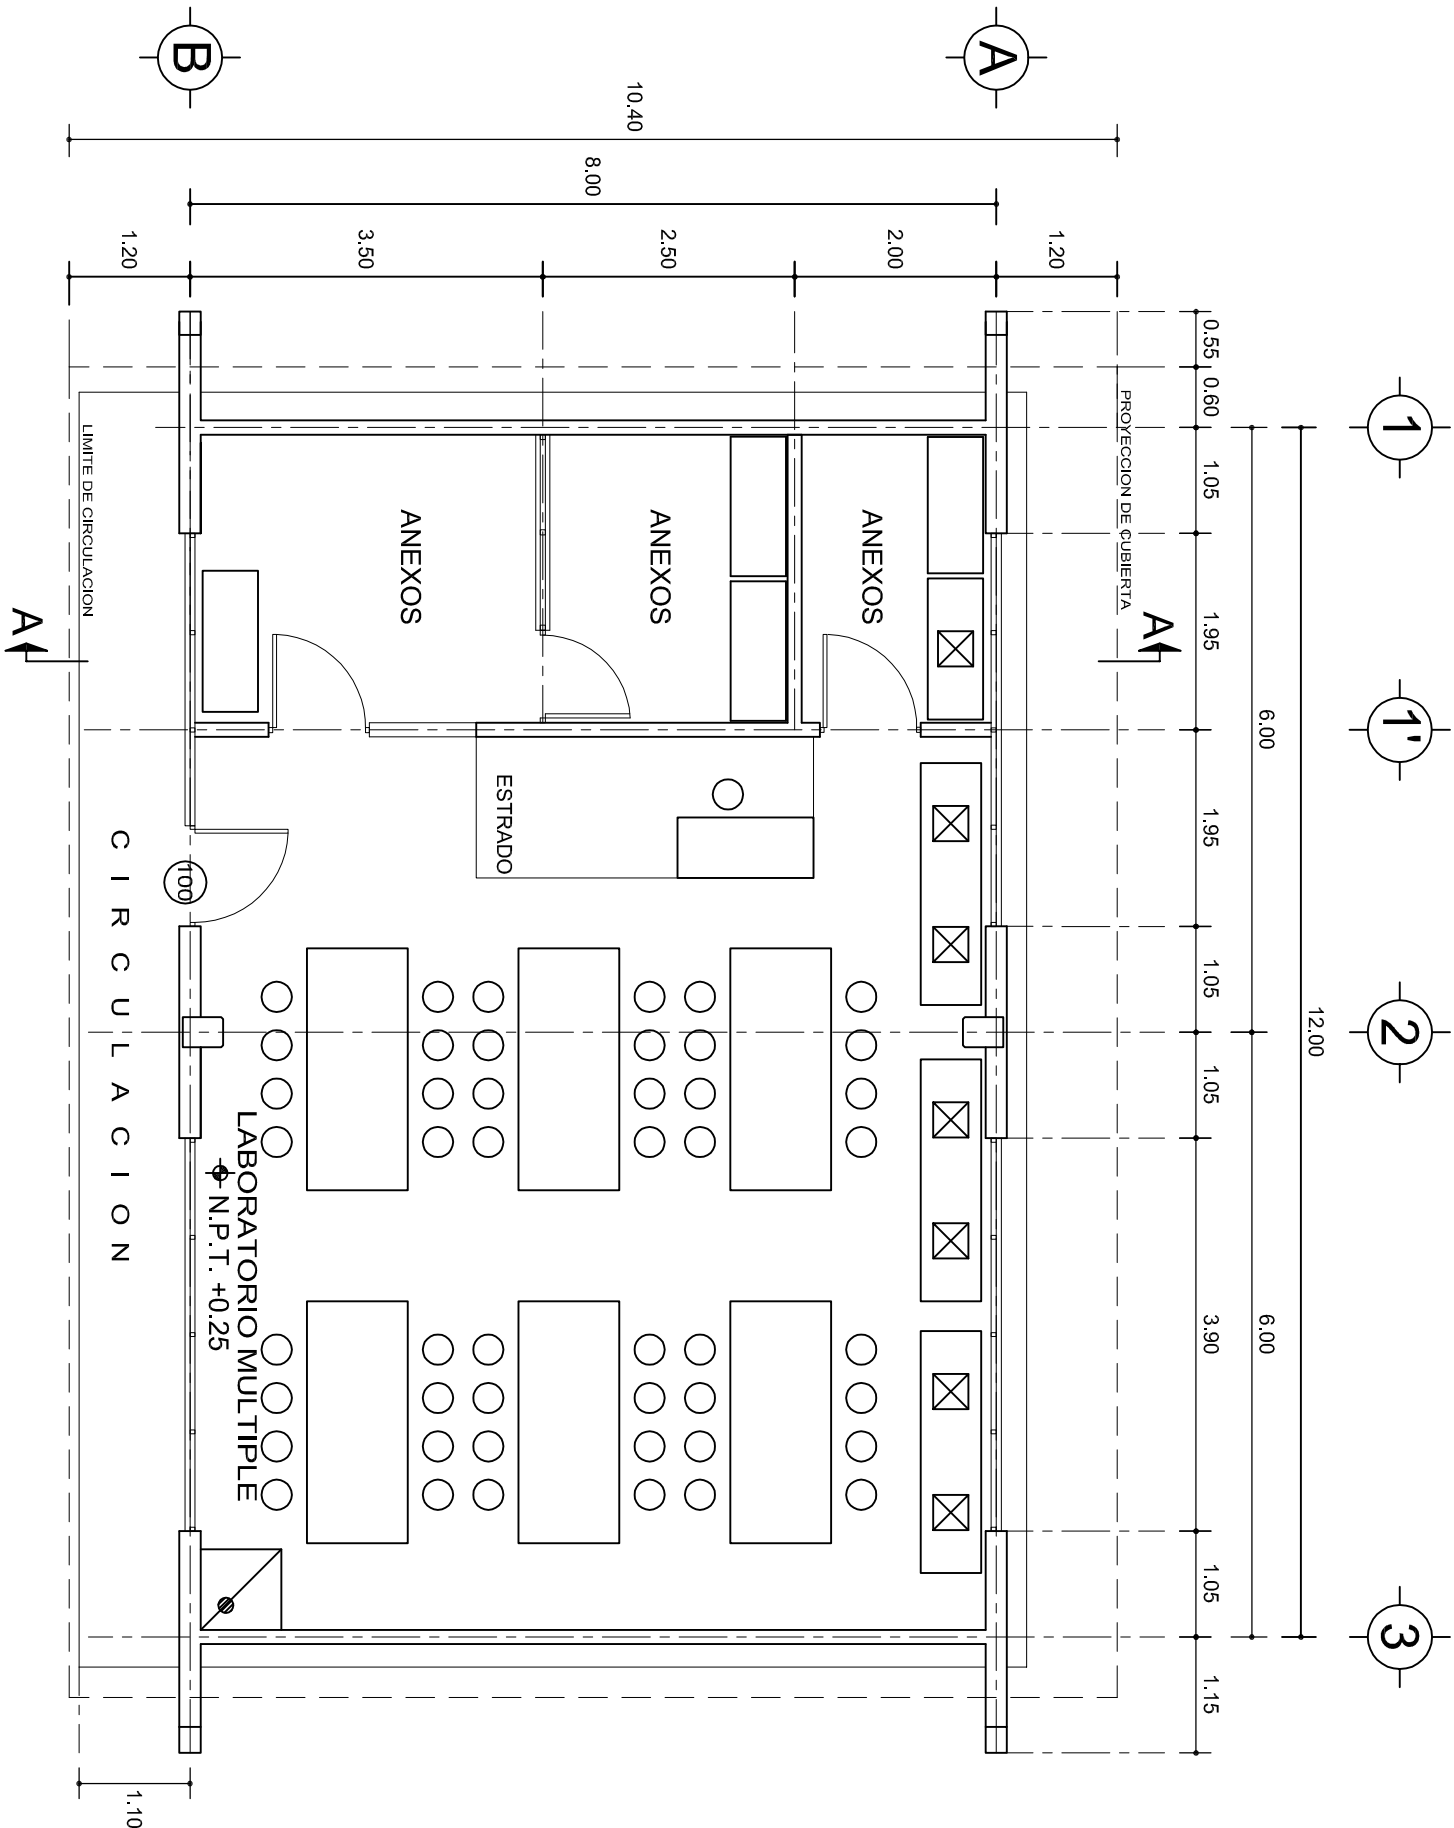 1
1'
2
3
12.00
6.00
6.00
0.55
0.60
1.05
1.95
1.95
1.05
1.05
3.90
1.05
1.15
A
B
10.40
8.00
1.20
2.00
2.50
3.50
1.20
PROYECCION DE CUBIERTA
A
ANEXOS
ANEXOS
ANEXOS
ESTRADO
100
LABORATORIO MULTIPLE
N.P.T. +0.25
CIRCULACION
LIMITE DE CIRCULACION
A
1.10